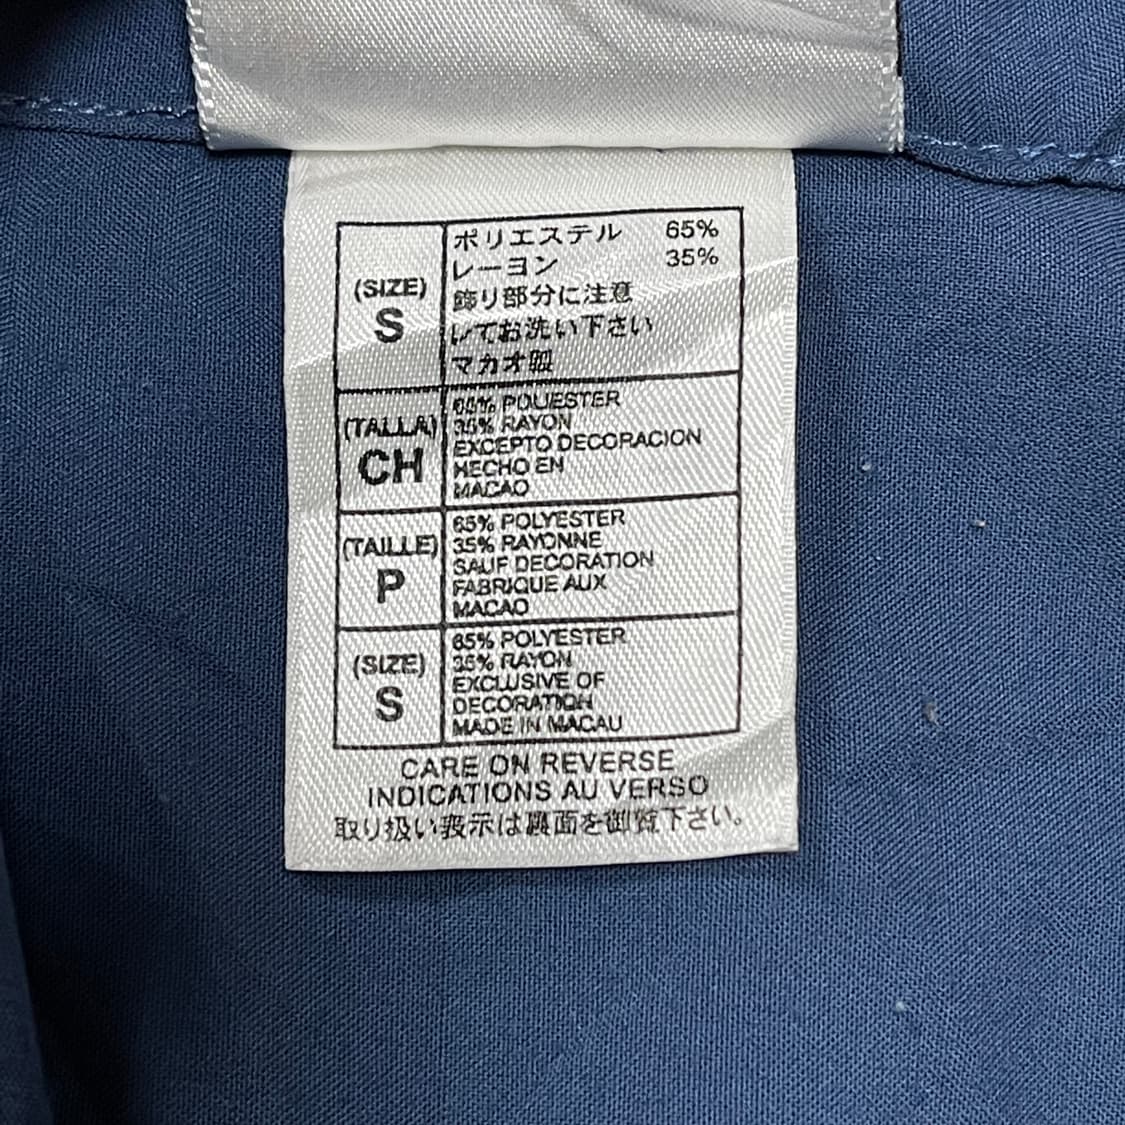 (SIZE)
S
ポリエステル 65%
レーヨン 35%
飾り部分に注意
してお洗い下さい
マカオ製
(TALLA)
CH
65% POLIESTER
35% RAYON
EXCEPTO DECORACION
HECHO EN
MACAO
(TAILLE)
P
65% POLYESTER
35% RAYONNE
SAUF DECORATION
FABRIQUE AUX
MACAO
(SIZE)
S
65% POLYESTER
35% RAYON
EXCLUSIVE OF
DECORATION
MADE IN MACAU
CARE ON REVERSE
INDICATIONS AU VERSO
取り扱い表示は裏面を御覧下さい。